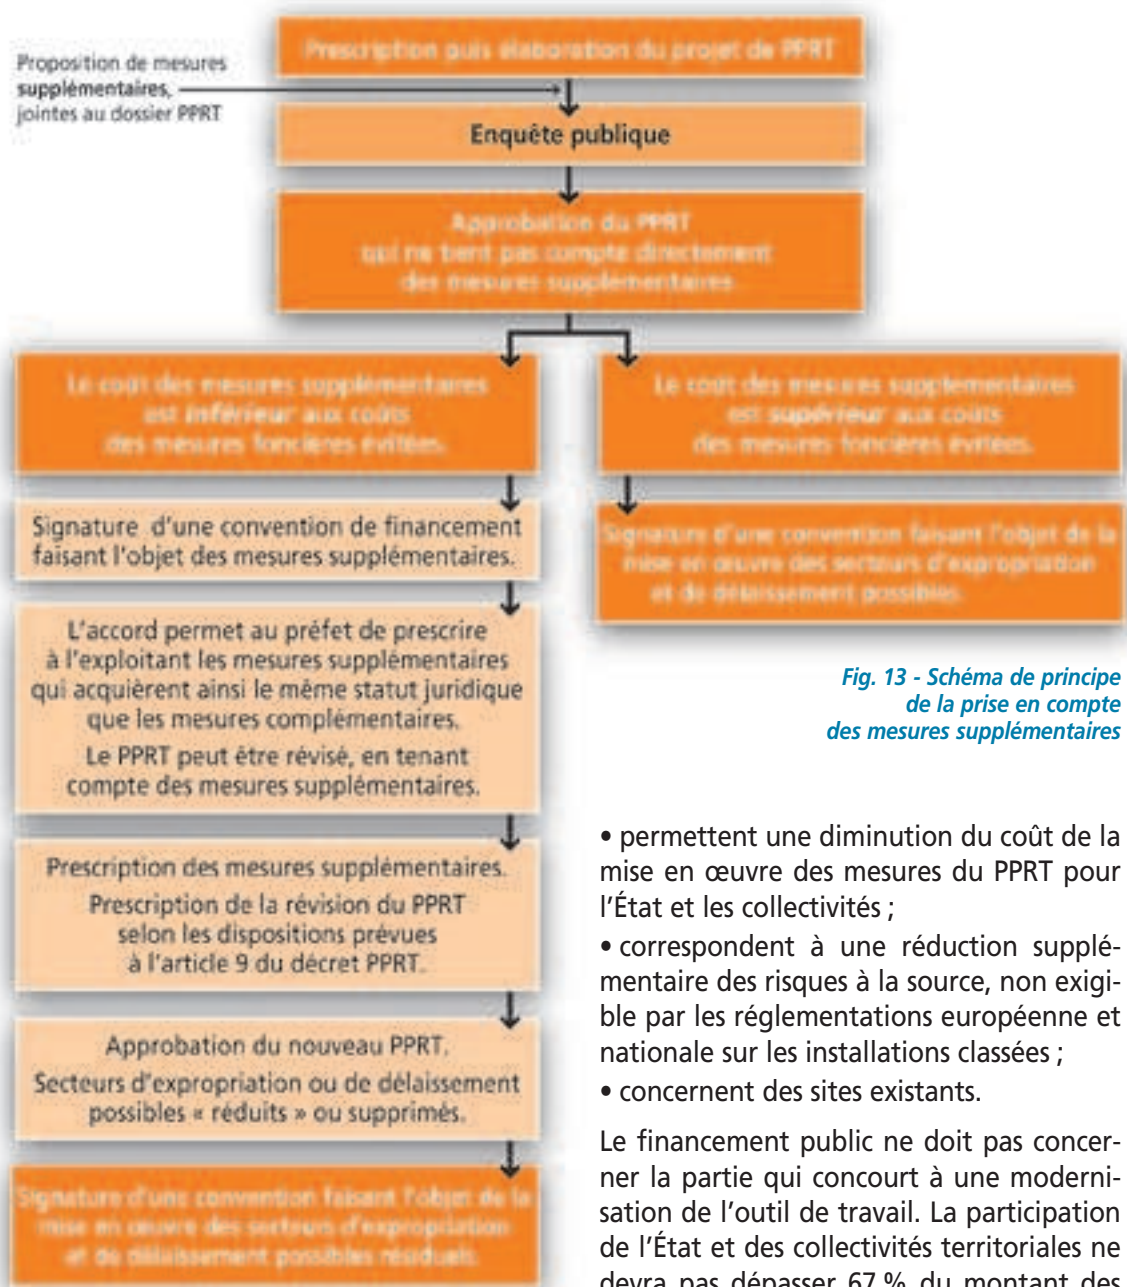 Proposition de mesures
supplémentaires,
jointes au dossier PPRT
Prescription puis élaboration du projet de PPRT
Enquête publique
Approbation du PPRT
qui ne tient pas compte directement
des mesures supplémentaires
Le coût des mesures supplémentaires
est inférieur aux coûts
des mesures foncières évitées.
Le coût des mesures supplémentaires
est supérieur aux coûts
des mesures foncières évitées.
Signature d'une convention de financement
faisant l'objet des mesures supplémentaires.
Signature d'une convention faisant l'objet de la
mise en œuvre des secteurs d'expropriation
et de délaissement possibles.
L'accord permet au préfet de prescrire
à l'exploitant les mesures supplémentaires
qui acquièrent ainsi le même statut juridique
que les mesures complémentaires.
Le PPRT peut être révisé, en tenant
compte des mesures supplémentaires.
Prescription des mesures supplémentaires.
Prescription de la révision du PPRT
selon les dispositions prévues
à l'article 9 du décret PPRT.
Approbation du nouveau PPRT.
Secteurs d'expropriation ou de délaissement
possibles « réduits » ou supprimés.
Signature d'une convention faisant l'objet de la
mise en œuvre des secteurs d'expropriation
et de délaissement possibles résiduels.
Fig. 13 - Schéma de principe
de la prise en compte
des mesures supplémentaires
• permettent une diminution du coût de la
mise en œuvre des mesures du PPRT pour
l'État et les collectivités ;
• correspondent à une réduction supplé-
mentaire des risques à la source, non exigi-
ble par les réglementations européenne et
nationale sur les installations classées ;
• concernent des sites existants.
Le financement public ne doit pas concer-
ner la partie qui concourt à une moderni-
sation de l'outil de travail. La participation
de l'État et des collectivités territoriales ne
devra pas dépasser 67 % du montant des